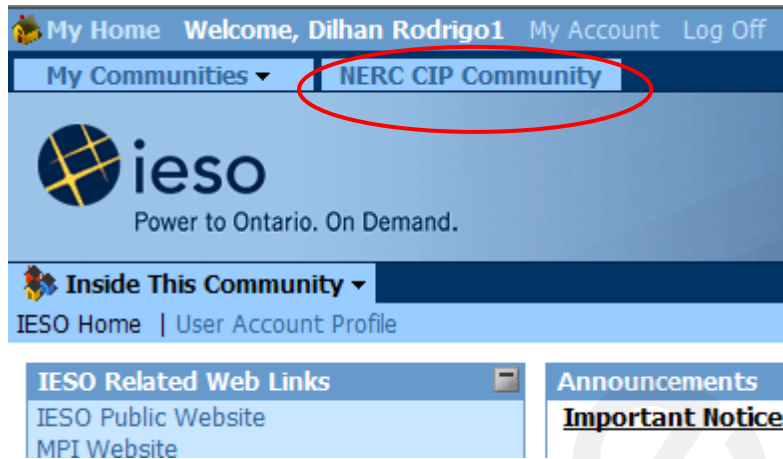 My Home Welcome, Dilhan Rodrigo1 My Account Log Off
My Communities NERC CIP Community
ieso
Power to Ontario. On Demand.
Inside This Community
IESO Home | User Account Profile
IESO Related Web Links Announcements
IESO Public Website Important Notice
MPI Website